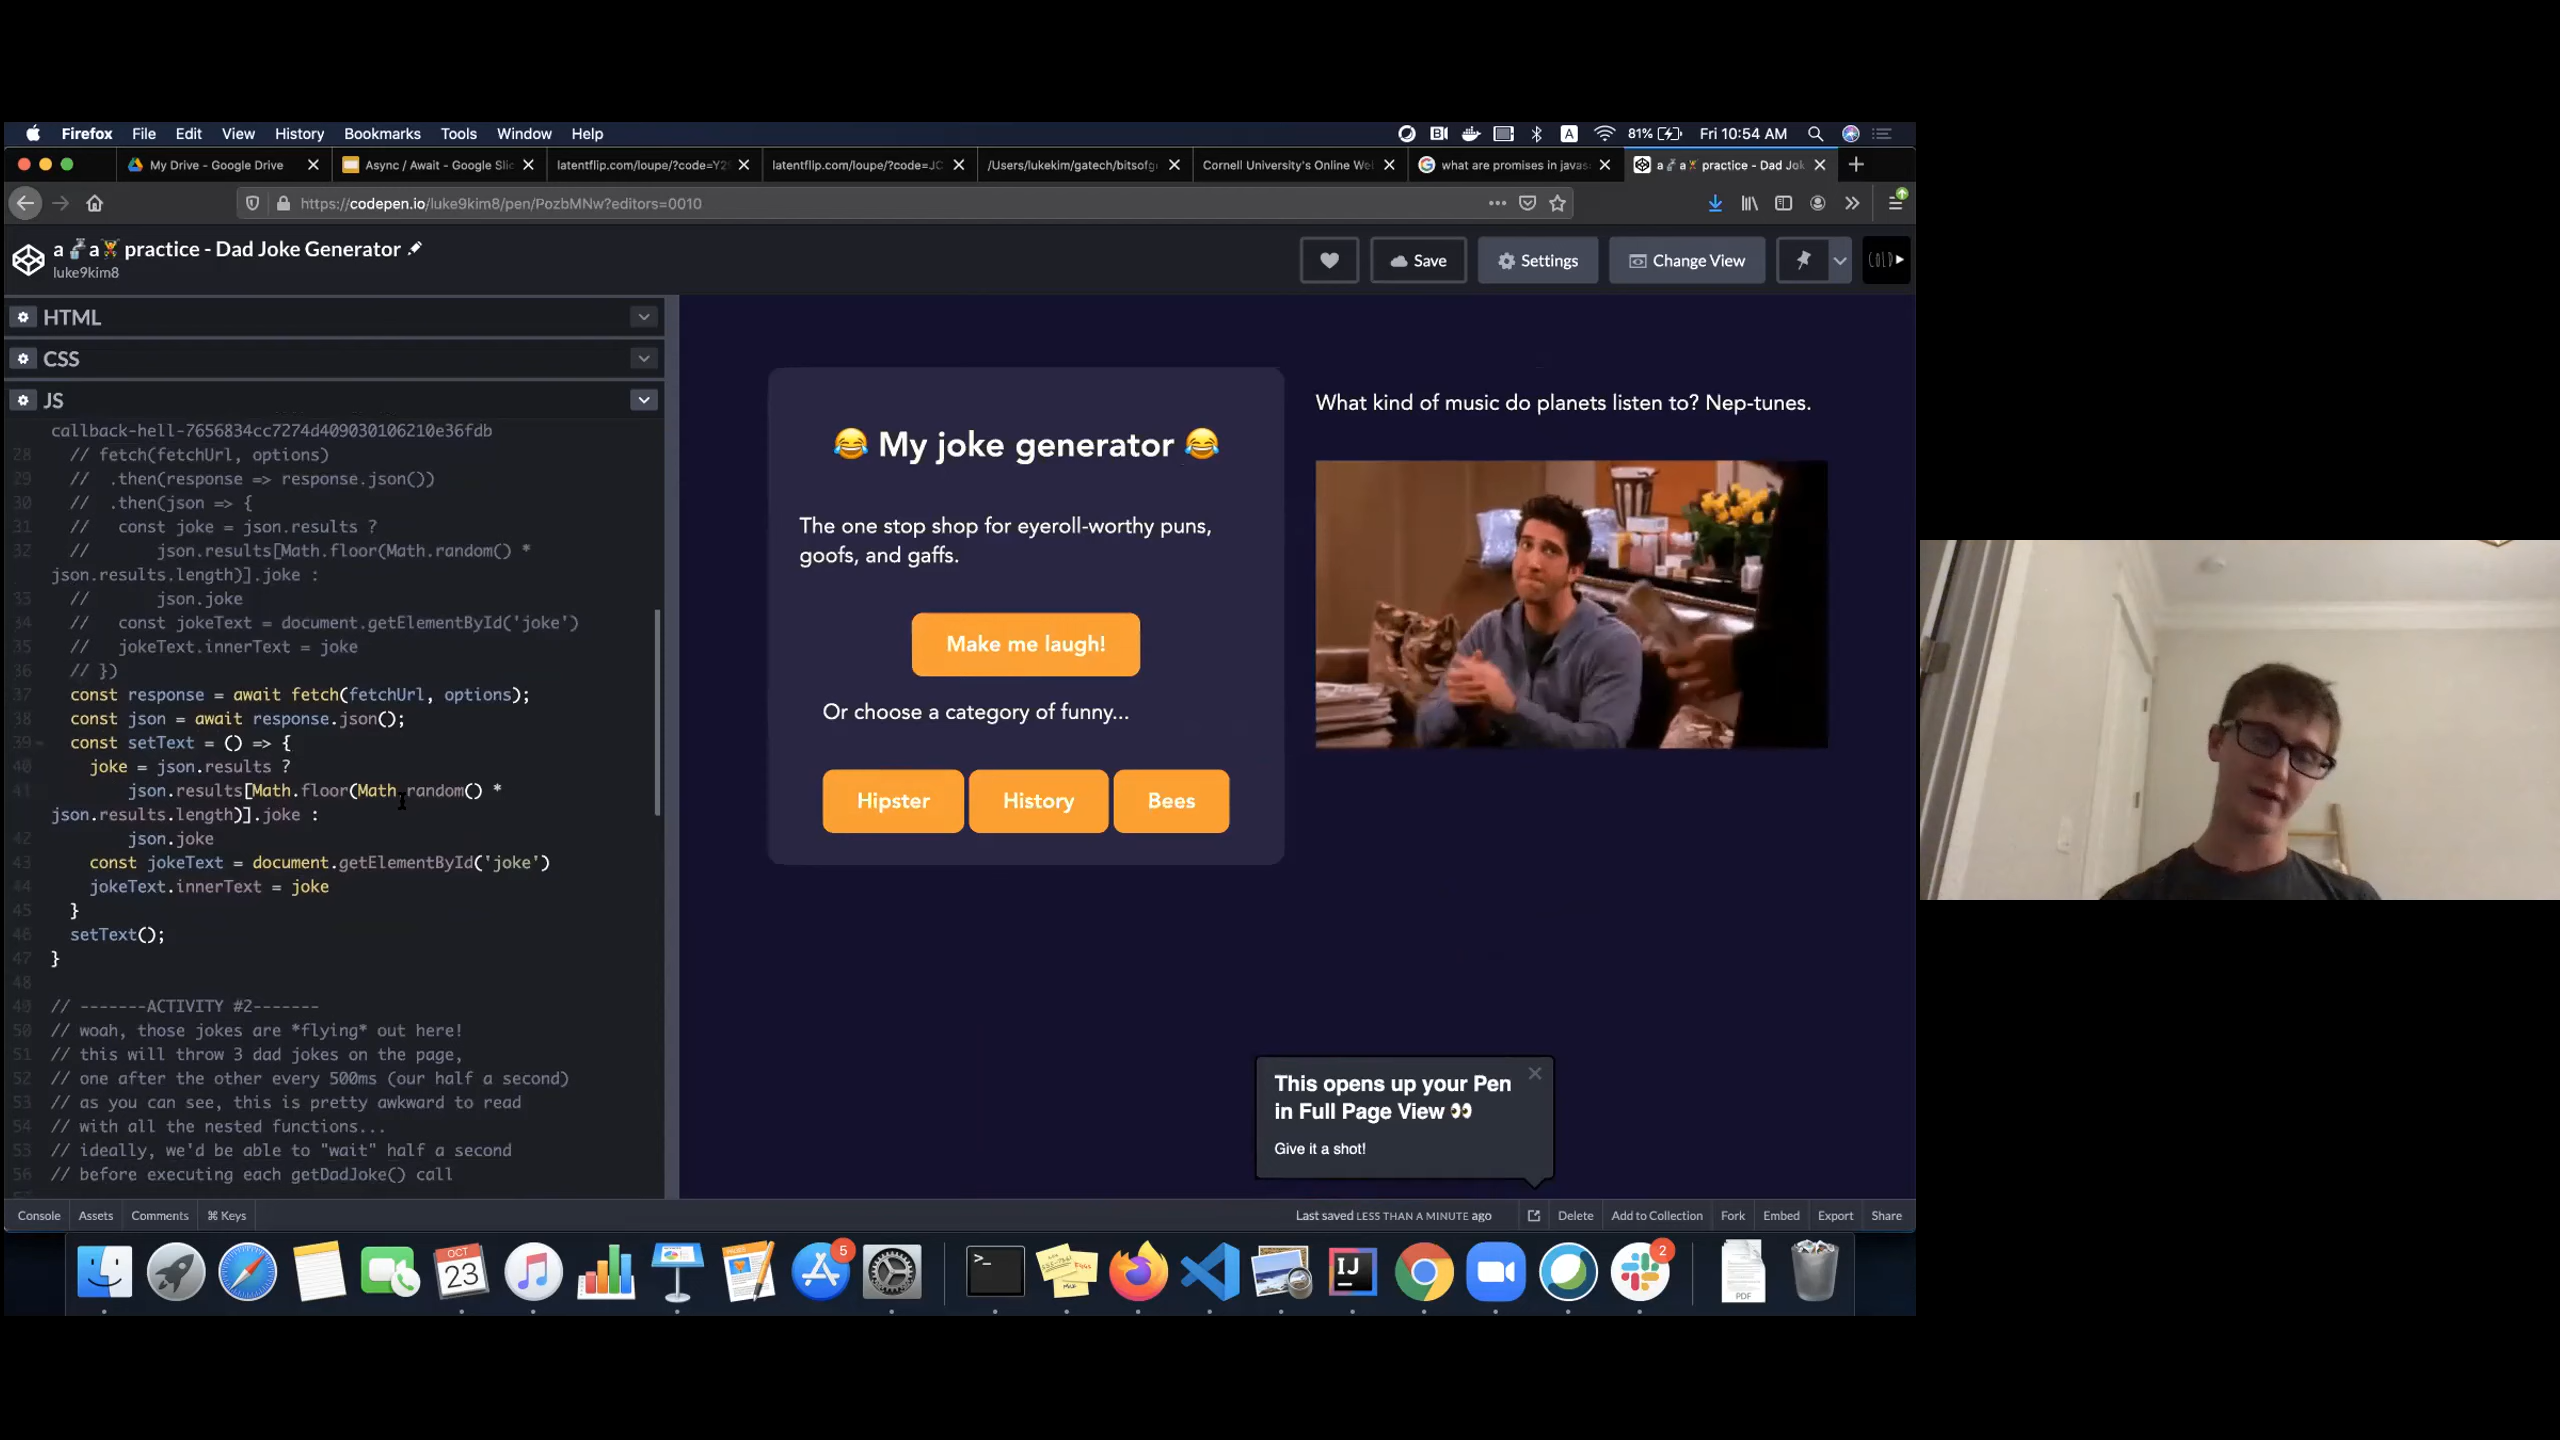 Firefox File Edit View History Bookmarks Tools Window Help 81% Fri 10:54 AM
My Drive - Google Drive
Async / Await - Google Slic
latentflip.com/loupe/?code=Y2
latentflip.com/loupe/?code=JC
/Users/lukekim/gatech/bitsofg
Cornell University's Online We
what are promises in javas
practice - Dad Jok
https://codepen.io/luke9kim8/pen/PozbMNw?editors=0010
a🚰a🏋 practice - Dad Joke Generator
luke9kim8
Save
Settings
Change View
HTML
CSS
JS
callback-hell-7656834cc7274d409030106210e36fdb
28 // fetch(fetchUrl, options)
29 // .then(response => response.json())
30 // .then(json => {
31 // const joke = json.results ?
32 // json.results[Math.floor(Math.random() *
json.results.length)].joke :
33 // json.joke
34 // const jokeText = document.getElementById('joke')
35 // jokeText.innerText = joke
36 // })
37 const response = await fetch(fetchUrl, options);
38 const json = await response.json();
39 const setText = () => {
40 joke = json.results ?
41 json.results[Math.floor(Math.random() *
json.results.length)].joke :
42 json.joke
43 const jokeText = document.getElementById('joke')
44 jokeText.innerText = joke
45 }
46 setText();
47 }
48
49 // -------ACTIVITY #2-------
50 // woah, those jokes are *flying* out here!
51 // this will throw 3 dad jokes on the page,
52 // one after the other every 500ms (our half a second)
53 // as you can see, this is pretty awkward to read
54 // with all the nested functions...
55 // ideally, we'd be able to "wait" half a second
56 // before executing each getDadJoke() call
😂 My joke generator 😂
The one stop shop for eyeroll-worthy puns,
goofs, and gaffs.
Make me laugh!
Or choose a category of funny...
Hipster
History
Bees
What kind of music do planets listen to? Nep-tunes.
This opens up your Pen
in Full Page View 👀
Give it a shot!
Console Assets Comments ⌘ Keys
Last saved LESS THAN A MINUTE ago
Delete Add to Collection Fork Embed Export Share
OCT
23
5
2
IJ
PDF